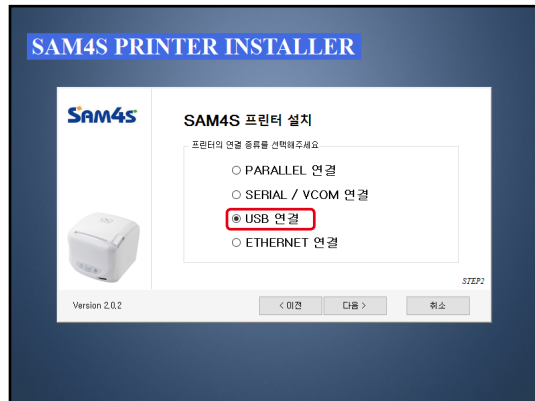 SAM4S PRINTER INSTALLER
SAM4S
SAM4S 프린터 설치
프린터의 연결 종류를 선택해주세요
PARALLEL 연결
SERIAL / VCOM 연결
USB 연결
ETHERNET 연결
STEP2
Version 2.0.2
< 이전
다음 >
취소